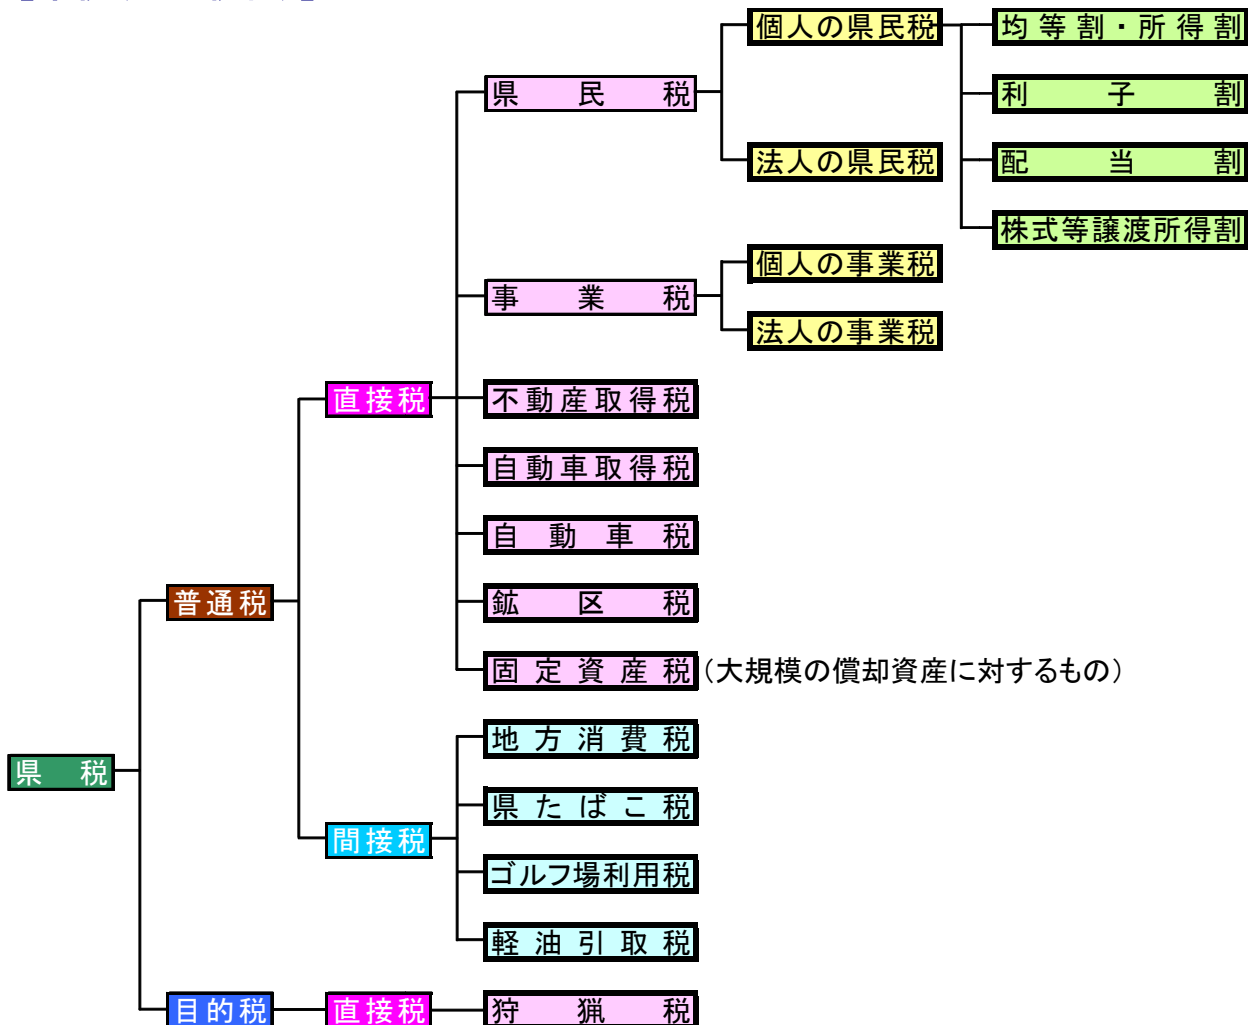 個人の県民税
均等割・所得割
県民税
利子割
法人の県民税
配当割
株式等譲渡所得割
個人の事業税
事業税
法人の事業税
直接税
不動産取得税
自動車取得税
自動車税
普通税
鉱区税
固定資産税(大規模の償却資産に対するもの)
地方消費税
県税
県たばこ税
間接税
ゴルフ場利用税
軽油引取税
目的税
直接税
狩猟税